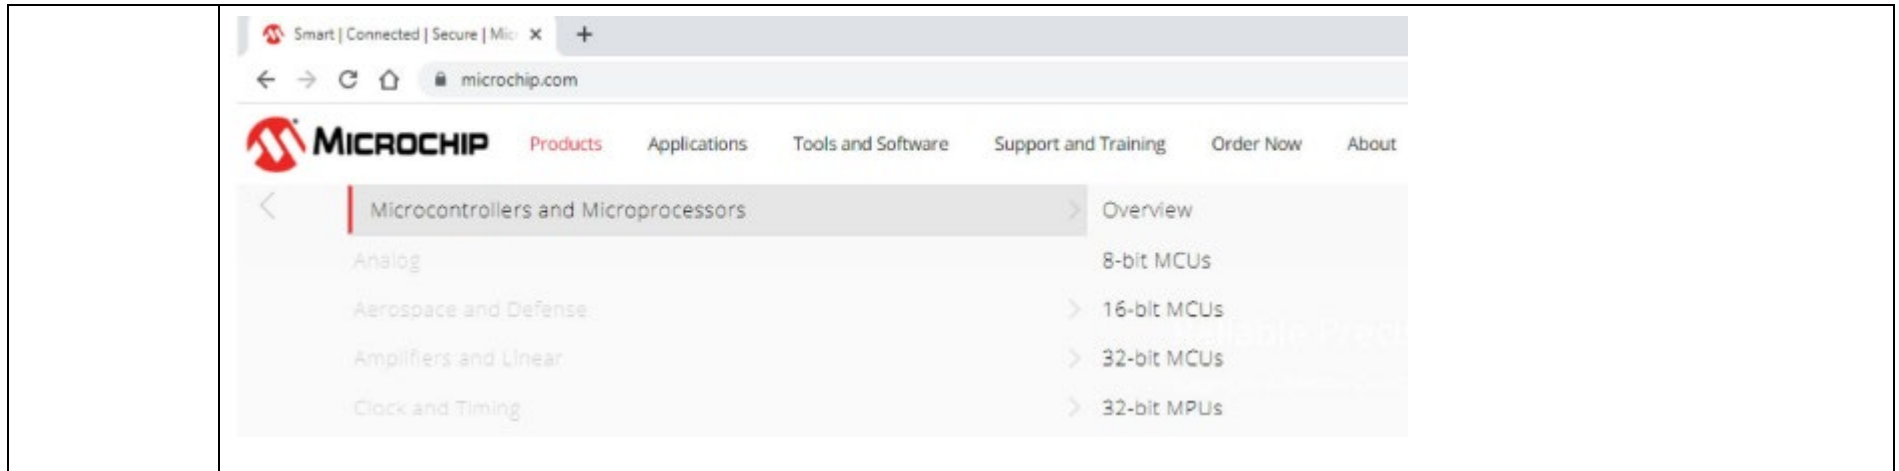 Smart | Connected | Secure | Mic
microchip.com
MICROCHIP Products Applications Tools and Software Support and Training Order Now About
Microcontrollers and Microprocessors Overview
Analog 8-bit MCUs
Aerospace and Defense 16-bit MCUs
Reliable
Amplifiers and Linear 32-bit MCUs
Clock and Timing 32-bit MPUs